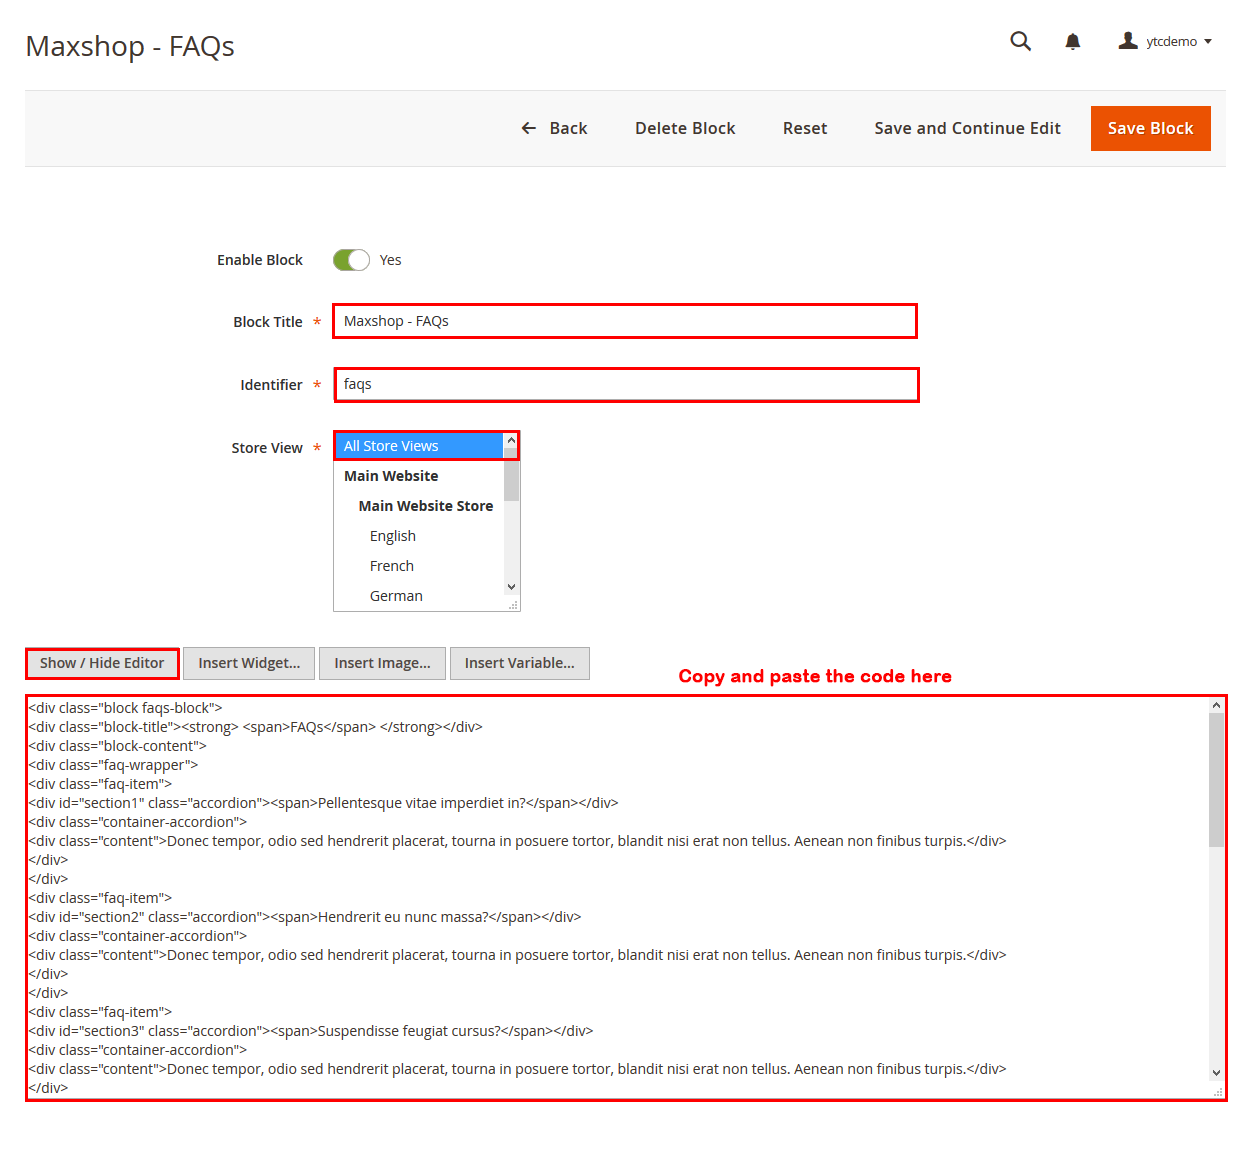 Maxshop - FAQs
ytcdemo
Back Delete Block Reset Save and Continue Edit Save Block
Enable Block Yes
Block Title * Maxshop - FAQs
Identifier * faqs
Store View * All Store Views
Main Website
Main Website Store
English
French
German
Show / Hide Editor Insert Widget... Insert Image... Insert Variable...
Copy and paste the code here
<div class="block faqs-block">
<div class="block-title"><strong> <span>FAQs</span> </strong></div>
<div class="block-content">
<div class="faq-wrapper">
<div class="faq-item">
<div id="section1" class="accordion"><span>Pellentesque vitae imperdiet in?</span></div>
<div class="container-accordion">
<div class="content">Donec tempor, odio sed hendrerit placerat, tourna in posuere tortor, blandit nisi erat non tellus. Aenean non finibus turpis.</div>
</div>
</div>
<div class="faq-item">
<div id="section2" class="accordion"><span>Hendrerit eu nunc massa?</span></div>
<div class="container-accordion">
<div class="content">Donec tempor, odio sed hendrerit placerat, tourna in posuere tortor, blandit nisi erat non tellus. Aenean non finibus turpis.</div>
</div>
</div>
<div class="faq-item">
<div id="section3" class="accordion"><span>Suspendisse feugiat cursus?</span></div>
<div class="container-accordion">
<div class="content">Donec tempor, odio sed hendrerit placerat, tourna in posuere tortor, blandit nisi erat non tellus. Aenean non finibus turpis.</div>
</div>